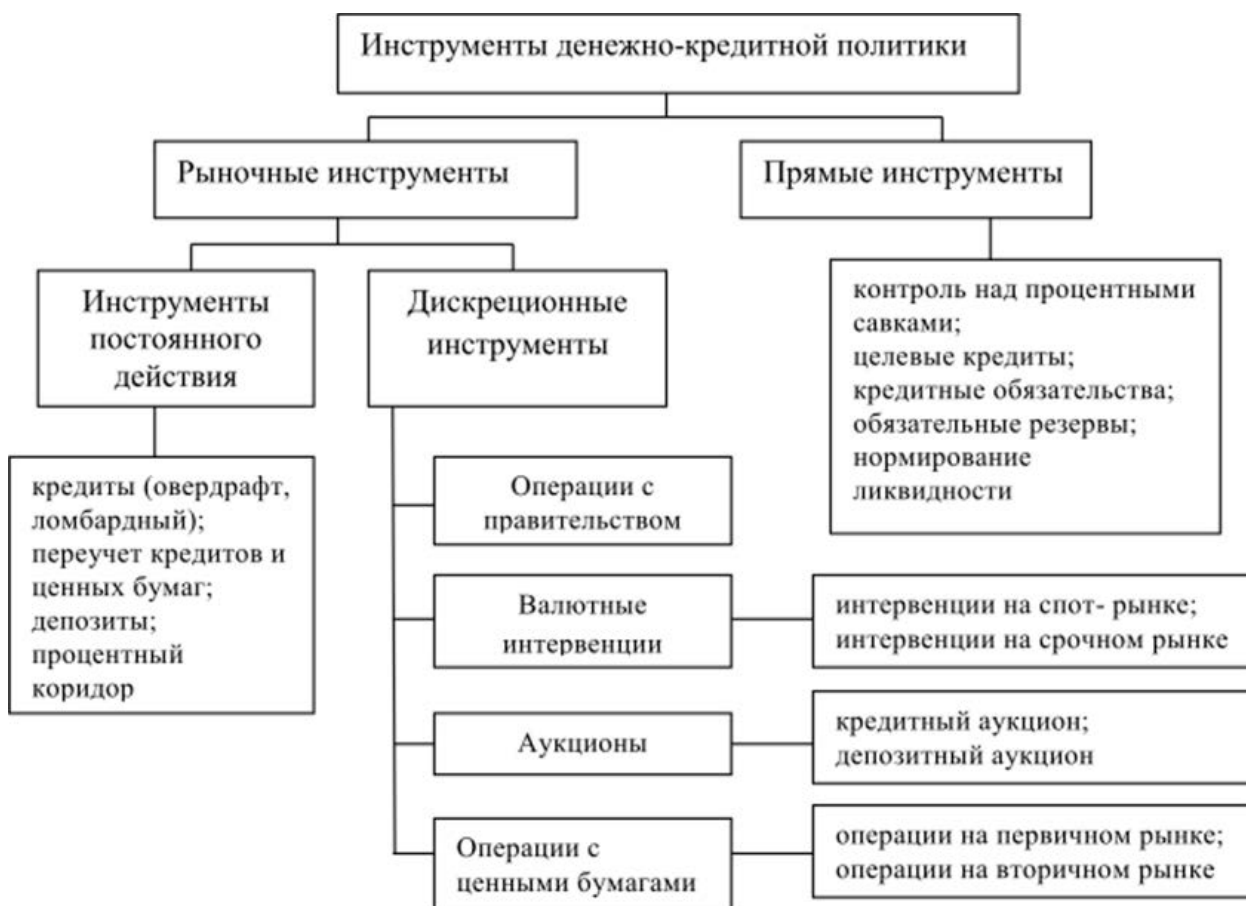 Инструменты денежно-кредитной политики
Рыночные инструменты
Прямые инструменты
Инструменты
постоянного
действия
Дискреционные
инструменты
контроль над процентными
савками;
целевые кредиты;
кредитные обязательства;
обязательные резервы;
нормирование
ликвидности
кредиты (овердрафт,
ломбардный);
переучет кредитов и
ценных бумаг;
депозиты;
процентный
коридор
Операции с
правительством
Валютные
интервенции
интервенции на спот- рынке;
интервенции на срочном рынке
Аукционы
кредитный аукцион;
депозитный аукцион
Операции с
ценными бумагами
операции на первичном рынке;
операции на вторичном рынке